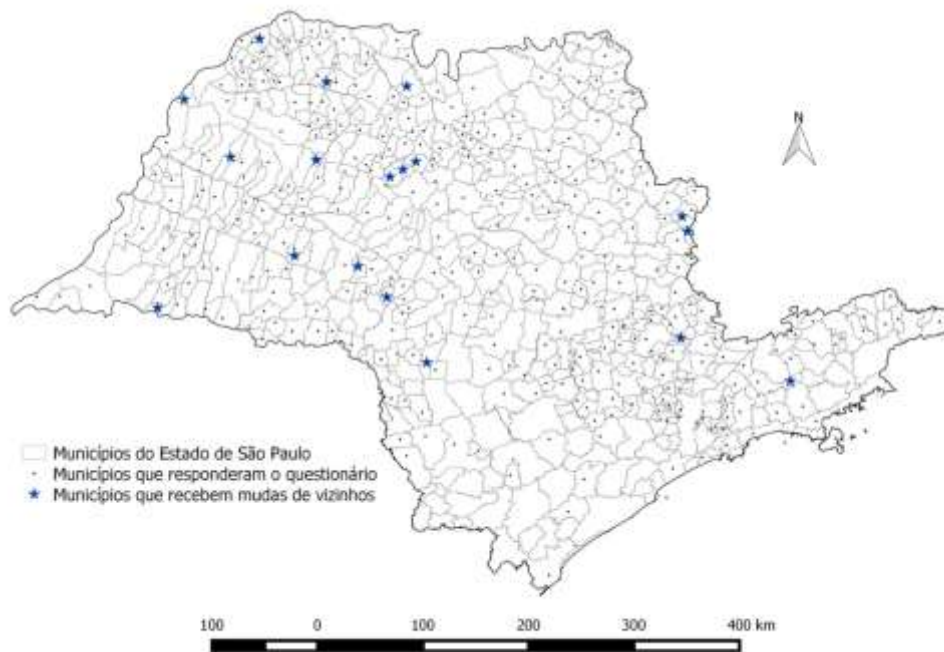 N
Municípios do Estado de São Paulo
Municípios que responderam o questionário
Municípios que recebem mudas de vizinhos
100 0 100 200 300 400 km